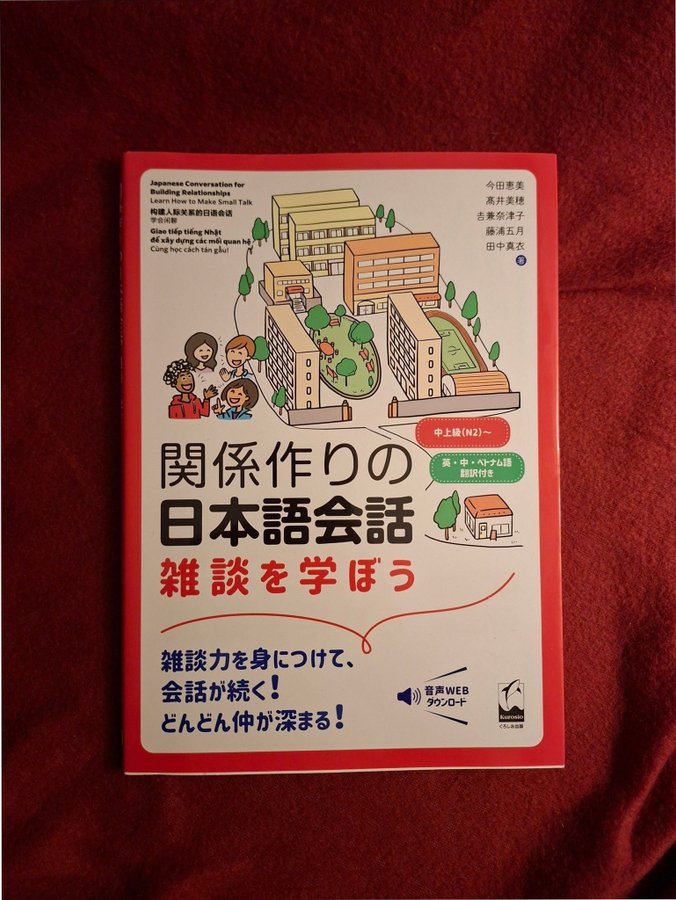 Japanese Conversation for
Building Relationships
Learn How to Make Small Talk
构建人际关系的日语会话
学会闲聊
Giao tiếp tiếng Nhật
để xây dựng các mối quan hệ
Cùng học cách tán gẫu!
今田恵美
髙井美穂
吉兼奈津子
藤浦五月
田中真衣
著
中上級(N2)~
英・中・ベトナム語
翻訳付き
関係作りの
日本語会話
雑談を学ぼう
雑談力を身につけて、
会話が続く!
どんどん仲が深まる!
音声WEB
ダウンロード
Kurosio
くろしお出版